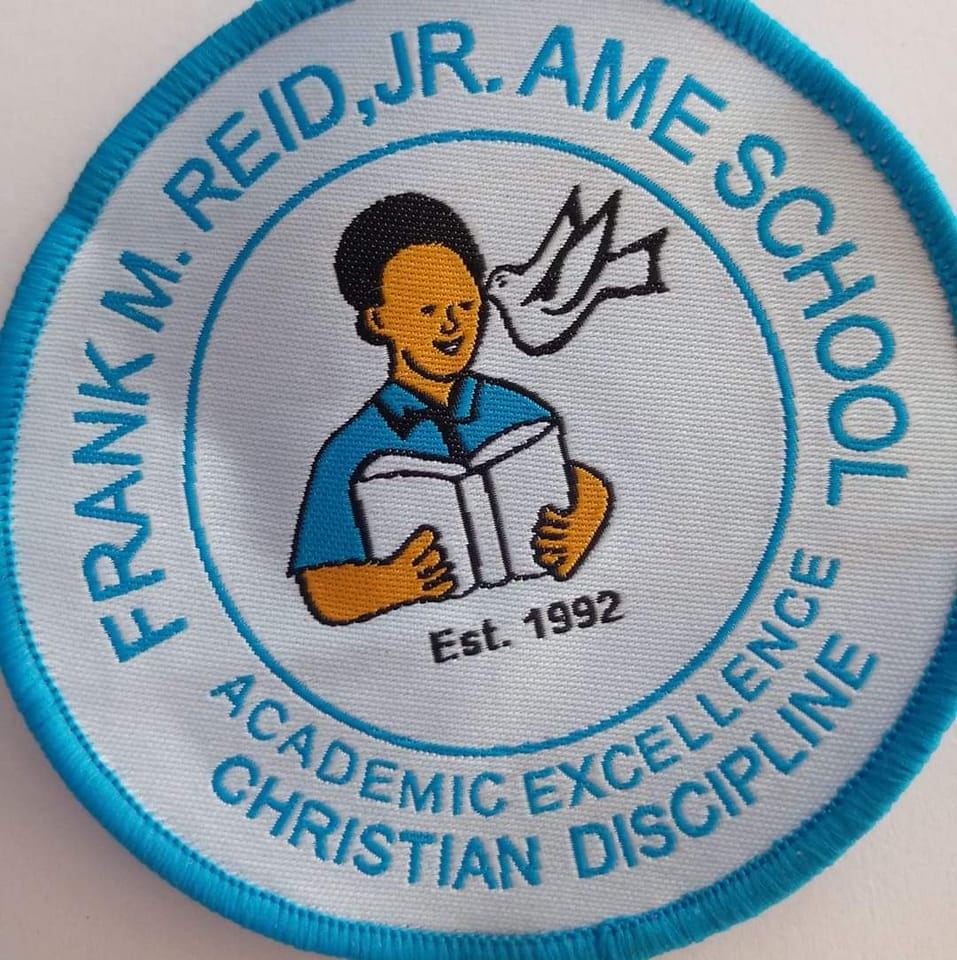 FRANK M. REID, JR. AME SCHOOL
Est. 1992
ACADEMIC EXCELLENCE
CHRISTIAN DISCIPLINE